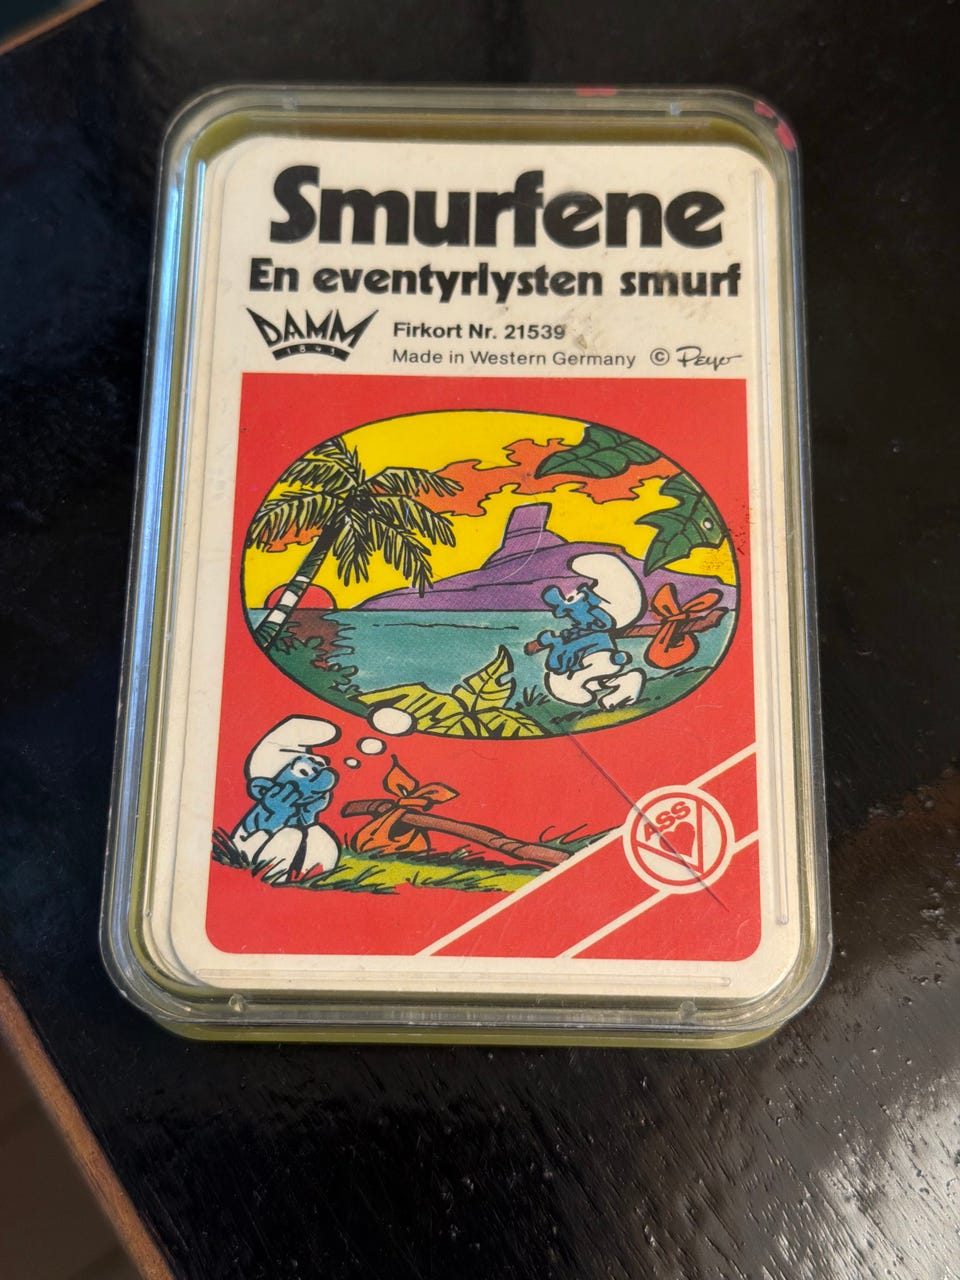 Smurfene
En eventyrlysten smurf
DAMM
1843
Firkort Nr. 21539
Made in Western Germany © Peyo
ASS